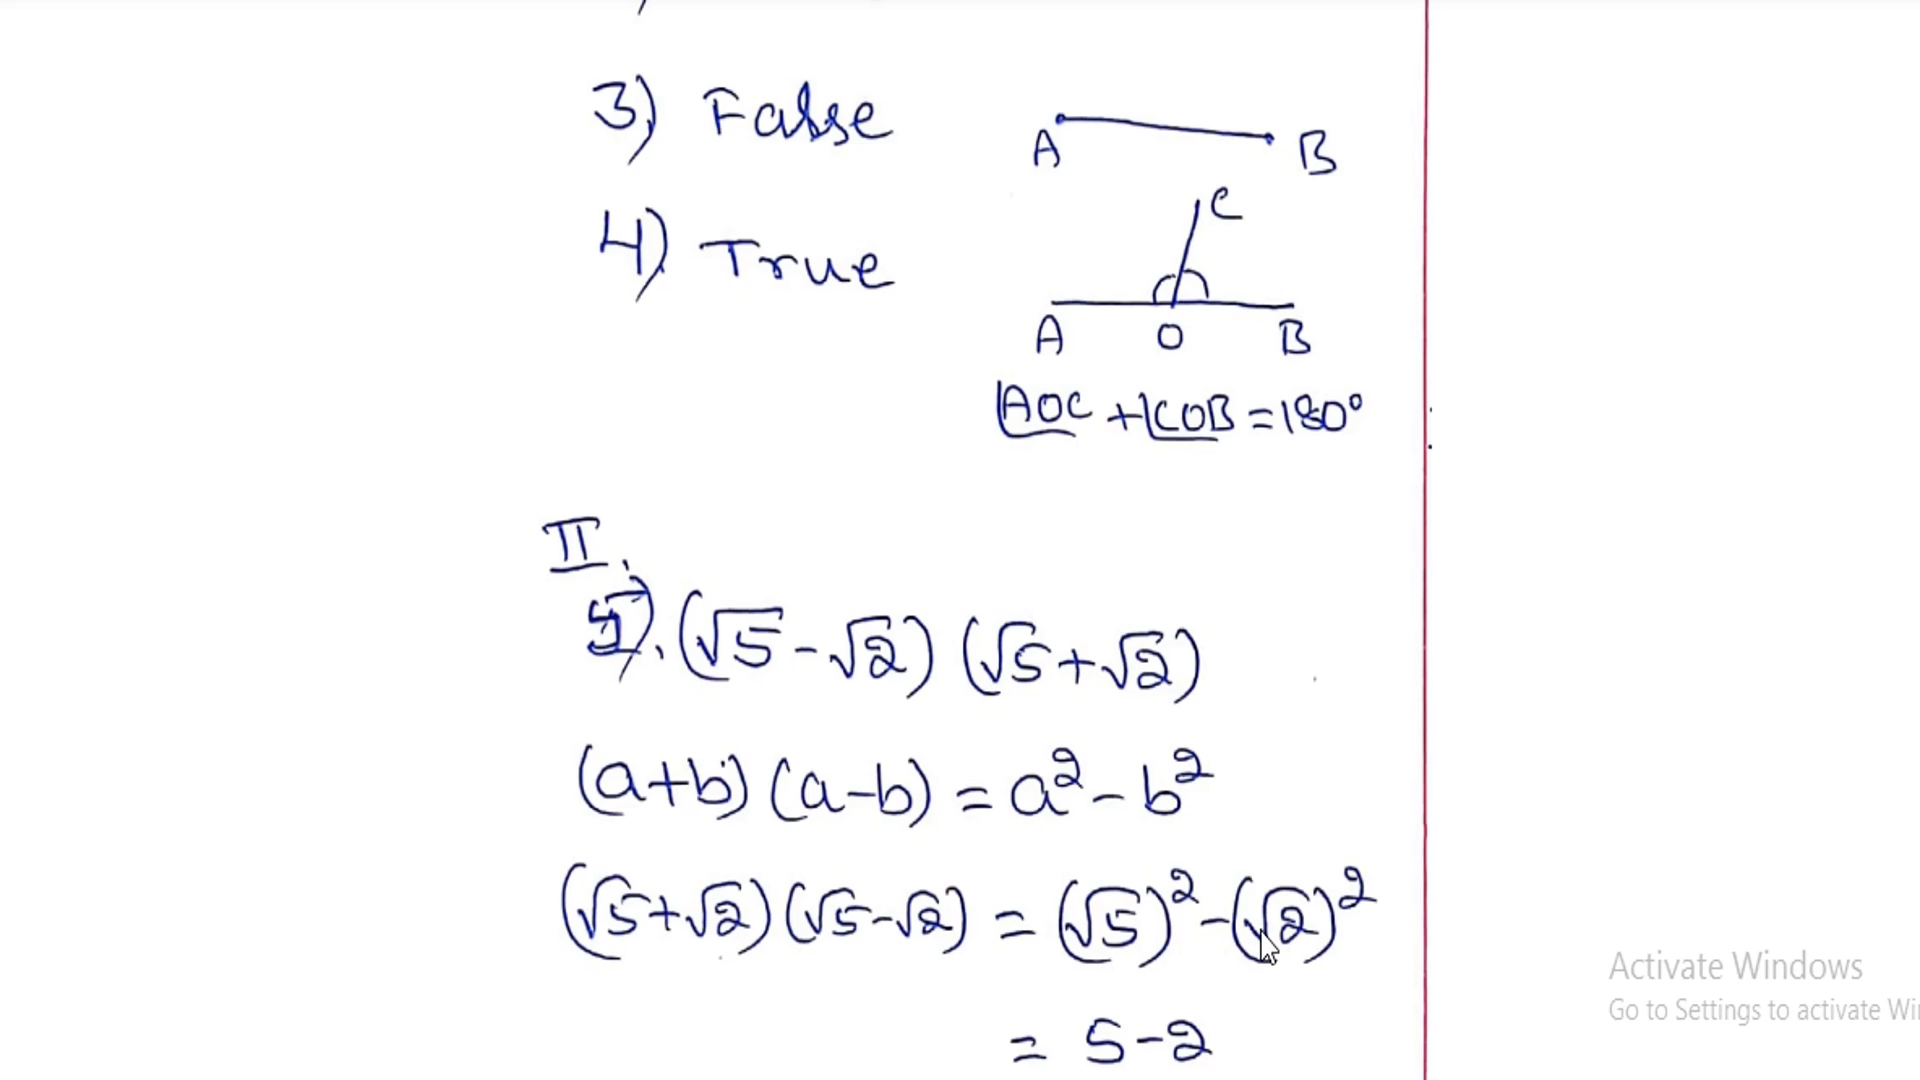 3) False
A B
4) True
C
A O B
∠AOC + ∠COB = 180°
II.
5). (√5 - √2) (√5 + √2)
(a+b) (a-b) = a² - b²
(√5+√2) (√5-√2) = (√5)² - (√2)²
= 5-2
Activate Windows
Go to Settings to activate Wi